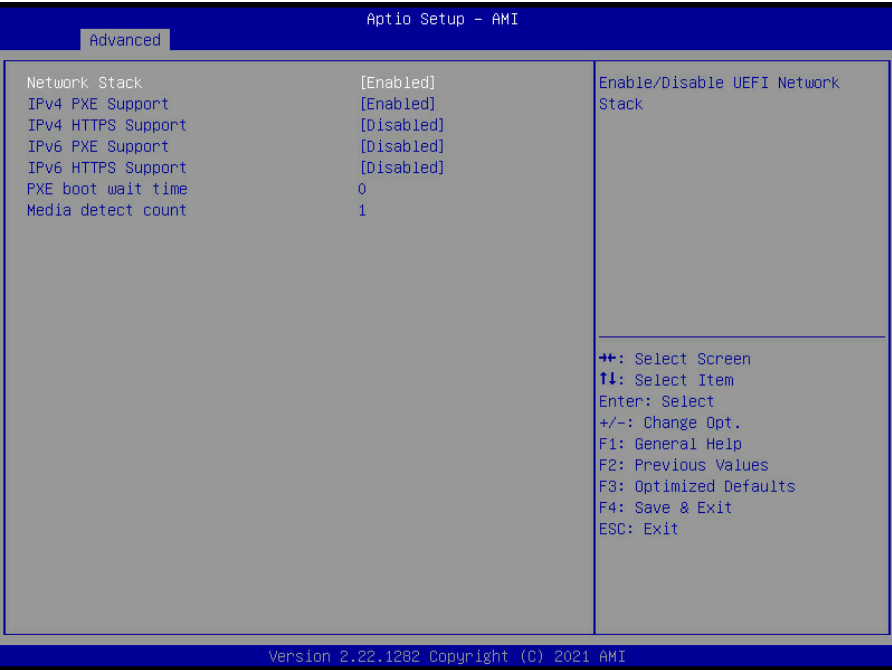 Aptio Setup - AMI
Advanced
Network Stack [Enabled]
IPv4 PXE Support [Enabled]
IPv4 HTTPS Support [Disabled]
IPv6 PXE Support [Disabled]
IPv6 HTTPS Support [Disabled]
PXE boot wait time 0
Media detect count 1
Enable/Disable UEFI Network
Stack
→←: Select Screen
↑↓: Select Item
Enter: Select
+/-: Change Opt.
F1: General Help
F2: Previous Values
F3: Optimized Defaults
F4: Save & Exit
ESC: Exit
Version 2.22.1282 Copyright (C) 2021 AMI